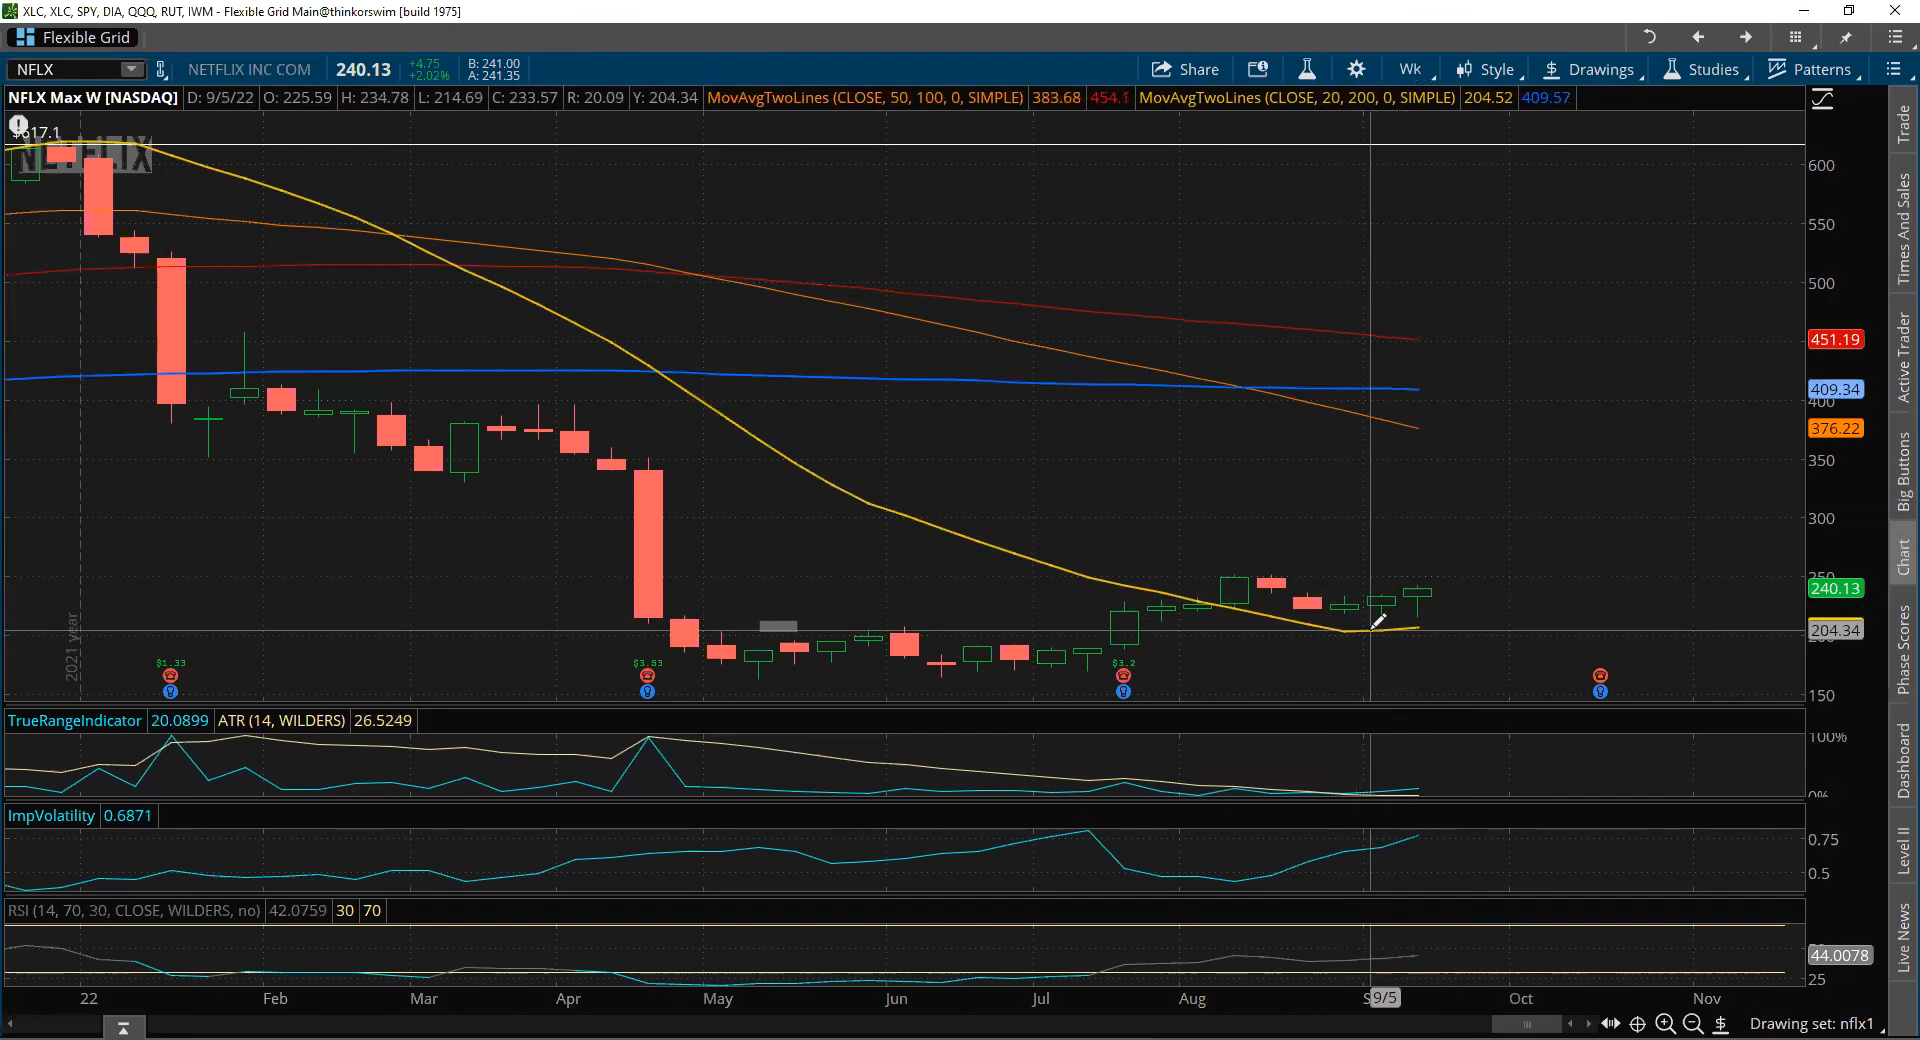 XLC, XLC, SPY, DIA, QQQ, RUT, IWM - Flexible Grid Main@thinkorswim [build 1975]
Flexible Grid
NFLX NETFLIX INC COM 240.13 +4.75 +2.02% B: 241.00 A: 241.35 Share Wk Style $ Drawings Studies Patterns
NFLX Max W [NASDAQ] D: 9/5/22 O: 225.59 H: 234.78 L: 214.69 C: 233.57 R: 20.09 Y: 204.34 MovAvgTwoLines (CLOSE, 50, 100, 0, SIMPLE) 383.68 454.1 MovAvgTwoLines (CLOSE, 20, 200, 0, SIMPLE) 204.52 409.57
$617.1
NETFLIX
600
550
500
451.19
409.34
400
376.22
350
300
250
240.13
204.34
150
2021 year
$1.33
$3.53
$3.2
TrueRangeIndicator 20.0899 ATR (14, WILDERS) 26.5249
100%
0%
ImpVolatility 0.6871
0.75
0.5
RSI (14, 70, 30, CLOSE, WILDERS, no) 42.0759 30 70
44.0078
25
22 Feb Mar Apr May Jun Jul Aug 9/5 Oct Nov
$ Drawing set: nflx1
Trade
Times And Sales
Active Trader
Big Buttons
Chart
Phase Scores
Dashboard
Level II
Live News